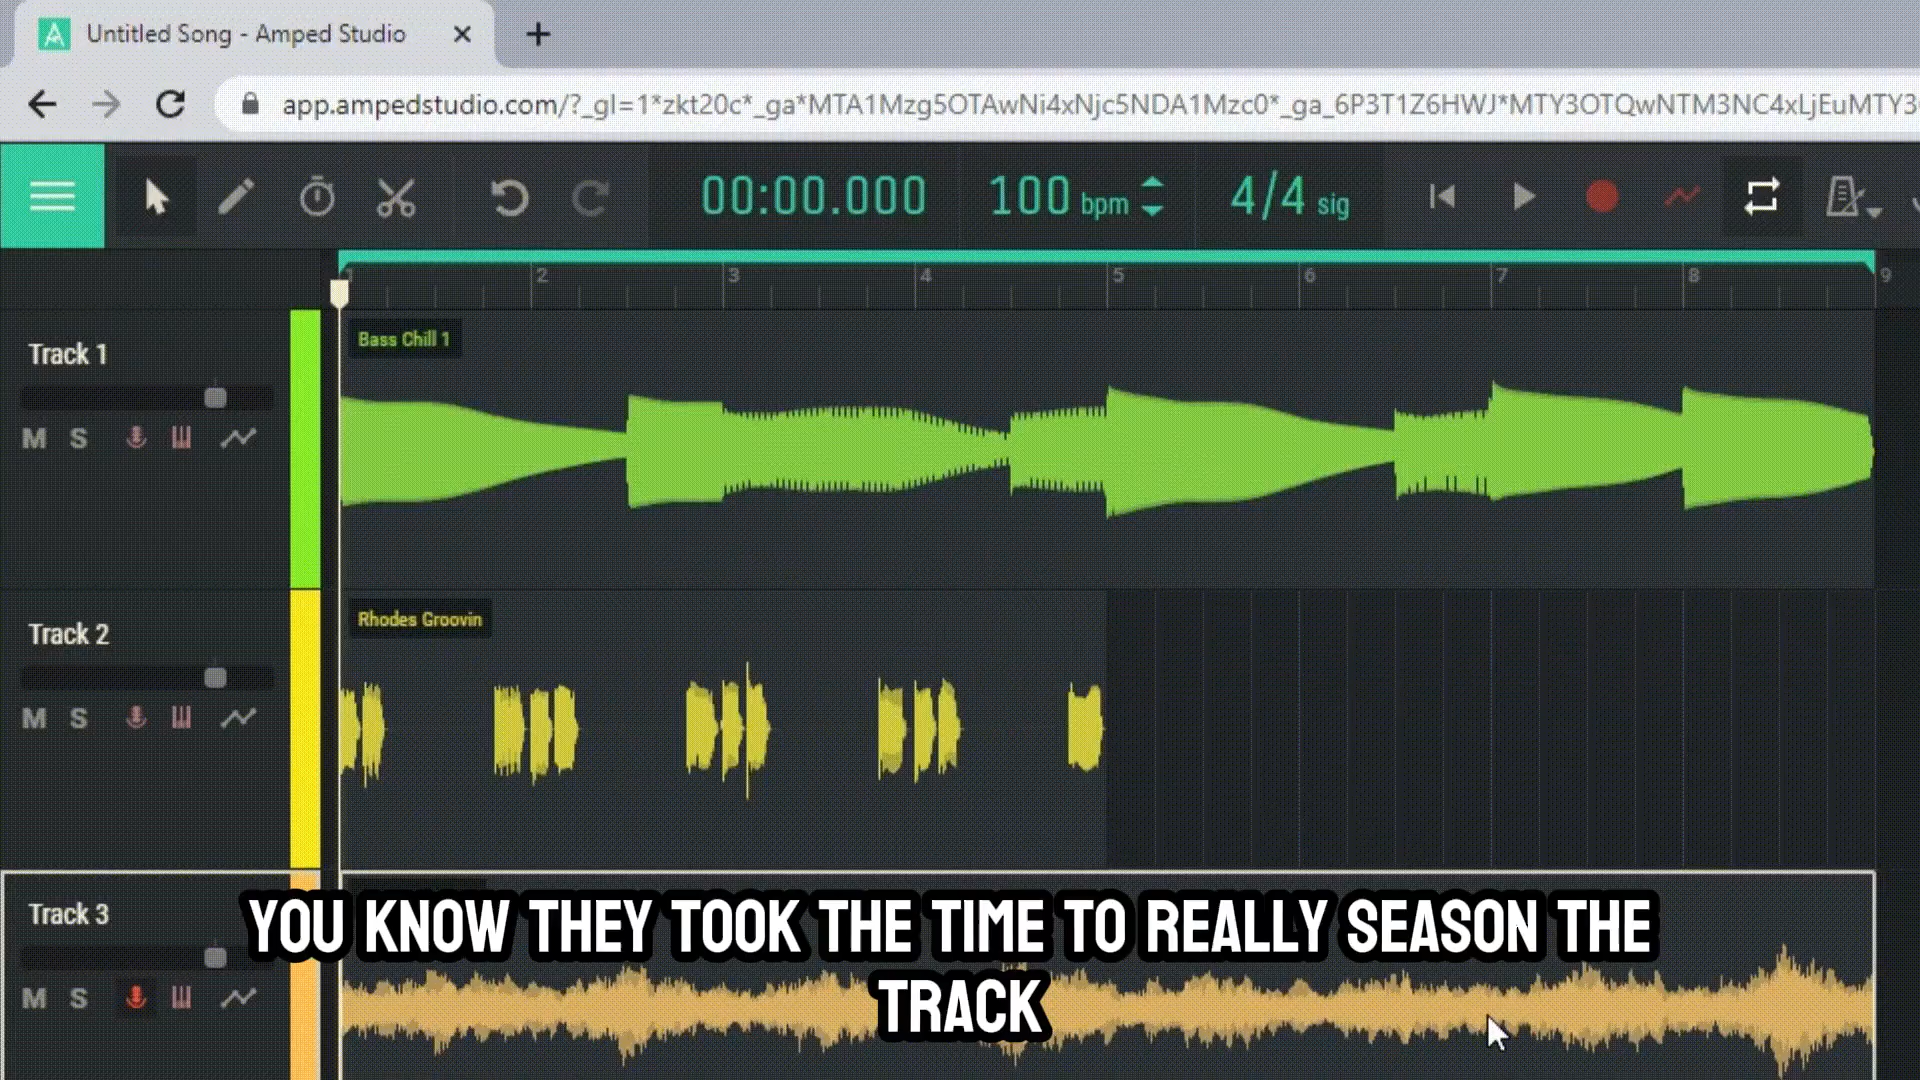 Untitled Song - Amped Studio
app.ampedstudio.com/?_gl=1*zkt20c*_ga*MTA1Mzg5OTAwNi4xNjc5NDA1Mzc0*_ga_6P3T1Z6HWJ*MTY3OTQwNTM3NC4xLjEuMTY3
00:00.000 100 bpm 4/4 sig
1 2 3 4 5 6 7 8 9
Track 1
Bass Chill 1
M S
Track 2
Rhodes Groovin
M S
Track 3
M S
YOU KNOW THEY TOOK THE TIME TO REALLY SEASON THE
TRACK